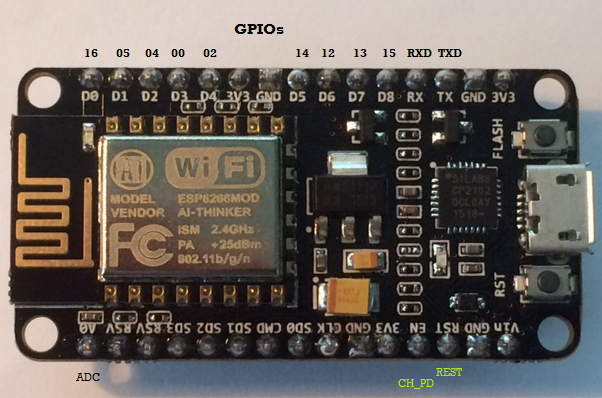 GPIOs
16 05 04 00 02 14 12 13 15 RXD TXD
D0 D1 D2 D3 D4 3V3 GND D5 D6 D7 D8 RX TX GND 3V3
FLASH
Ai WiFi
MODEL ESP8266MOD
VENDOR AI-THINKER
FC ISM 2.4GHz
PA +25dBm
802.11b/g/n
SILABS
CP2102
DCL0AY
1518+
RST
A0 RSV RSV SD3 SD2 SD1 CMD SD0 CLK GND 3V3 EN RST GND Vin
ADC
REST
CH_PD